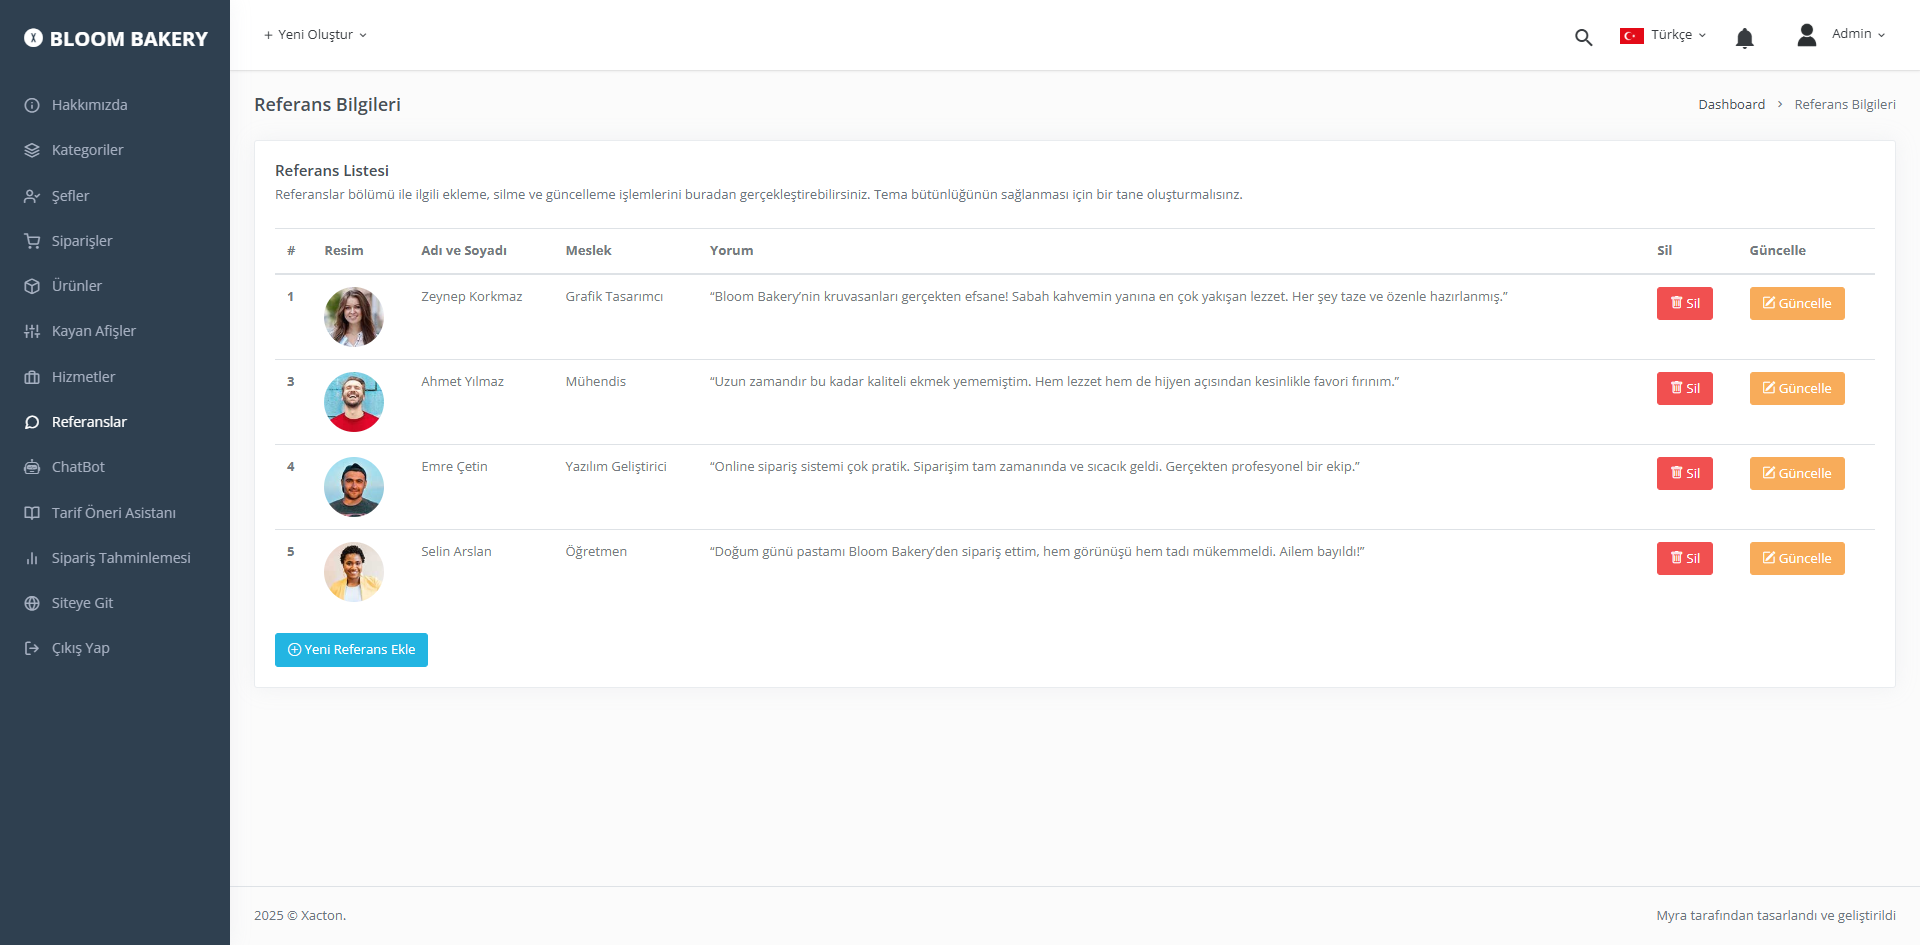 BLOOM BAKERY
+ Yeni Oluştur
Türkçe
Admin
Hakkımızda
Kategoriler
Şefler
Siparişler
Ürünler
Kayan Afişler
Hizmetler
Referanslar
ChatBot
Tarif Öneri Asistanı
Sipariş Tahminlemesi
Siteye Git
Çıkış Yap
Referans Bilgileri
Dashboard > Referans Bilgileri
Referans Listesi
Referanslar bölümü ile ilgili ekleme, silme ve güncelleme işlemlerini buradan gerçekleştirebilirsiniz. Tema bütünlüğünün sağlanması için bir tane oluşturmalısınz.
# Resim Adı ve Soyadı Meslek Yorum Sil Güncelle
1 Zeynep Korkmaz Grafik Tasarımcı “Bloom Bakery’nin kruvasanları gerçekten efsane! Sabah kahvemin yanına en çok yakışan lezzet. Her şey taze ve özenle hazırlanmış.” Sil Güncelle
3 Ahmet Yılmaz Mühendis “Uzun zamandır bu kadar kaliteli ekmek yememiştim. Hem lezzet hem de hijyen açısından kesinlikle favori fırınım.” Sil Güncelle
4 Emre Çetin Yazılım Geliştirici “Online sipariş sistemi çok pratik. Siparişim tam zamanında ve sıcacık geldi. Gerçekten profesyonel bir ekip.” Sil Güncelle
5 Selin Arslan Öğretmen “Doğum günü pastamı Bloom Bakery’den sipariş ettim, hem görünüşü hem tadı mükemmeldi. Ailem bayıldı!” Sil Güncelle
Yeni Referans Ekle
2025 © Xacton.
Myra tarafından tasarlandı ve geliştirildi